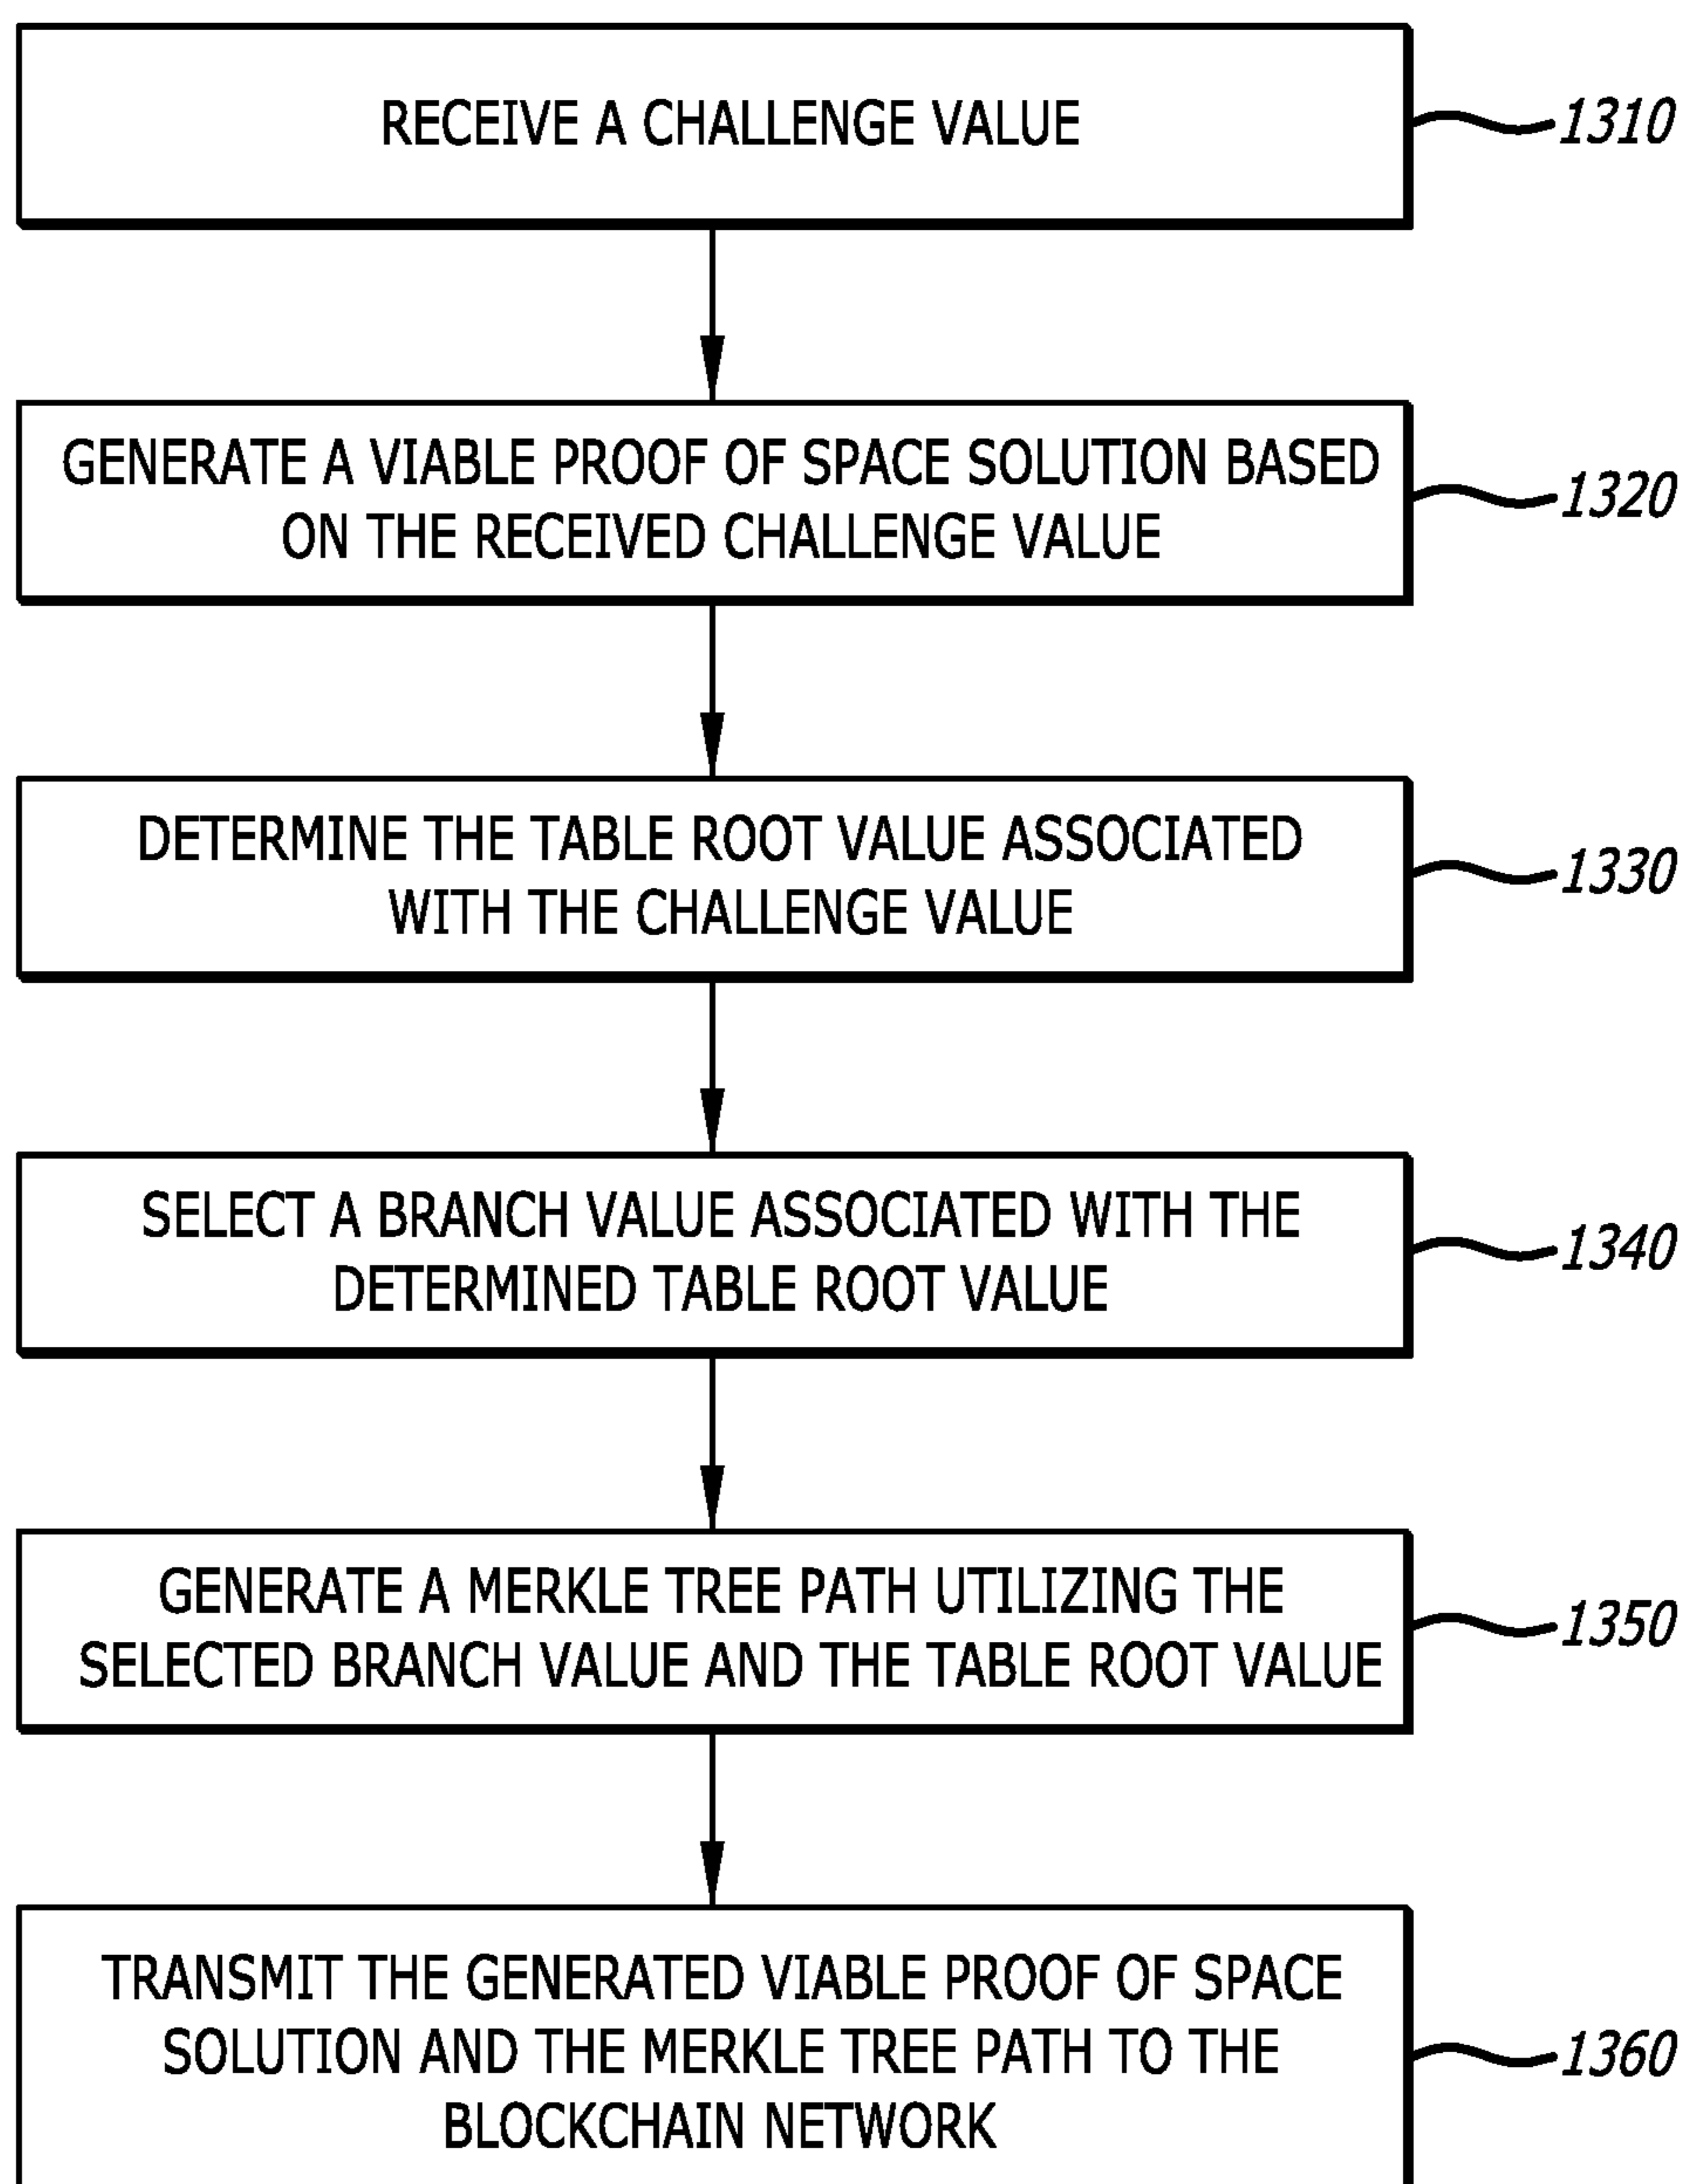 RECEIVE A CHALLENGE VALUE
1310
GENERATE A VIABLE PROOF OF SPACE SOLUTION BASED
ON THE RECEIVED CHALLENGE VALUE
1320
DETERMINE THE TABLE ROOT VALUE ASSOCIATED
WITH THE CHALLENGE VALUE
1330
SELECT A BRANCH VALUE ASSOCIATED WITH THE
DETERMINED TABLE ROOT VALUE
1340
GENERATE A MERKLE TREE PATH UTILIZING THE
SELECTED BRANCH VALUE AND THE TABLE ROOT VALUE
1350
TRANSMIT THE GENERATED VIABLE PROOF OF SPACE
SOLUTION AND THE MERKLE TREE PATH TO THE
BLOCKCHAIN NETWORK
1360